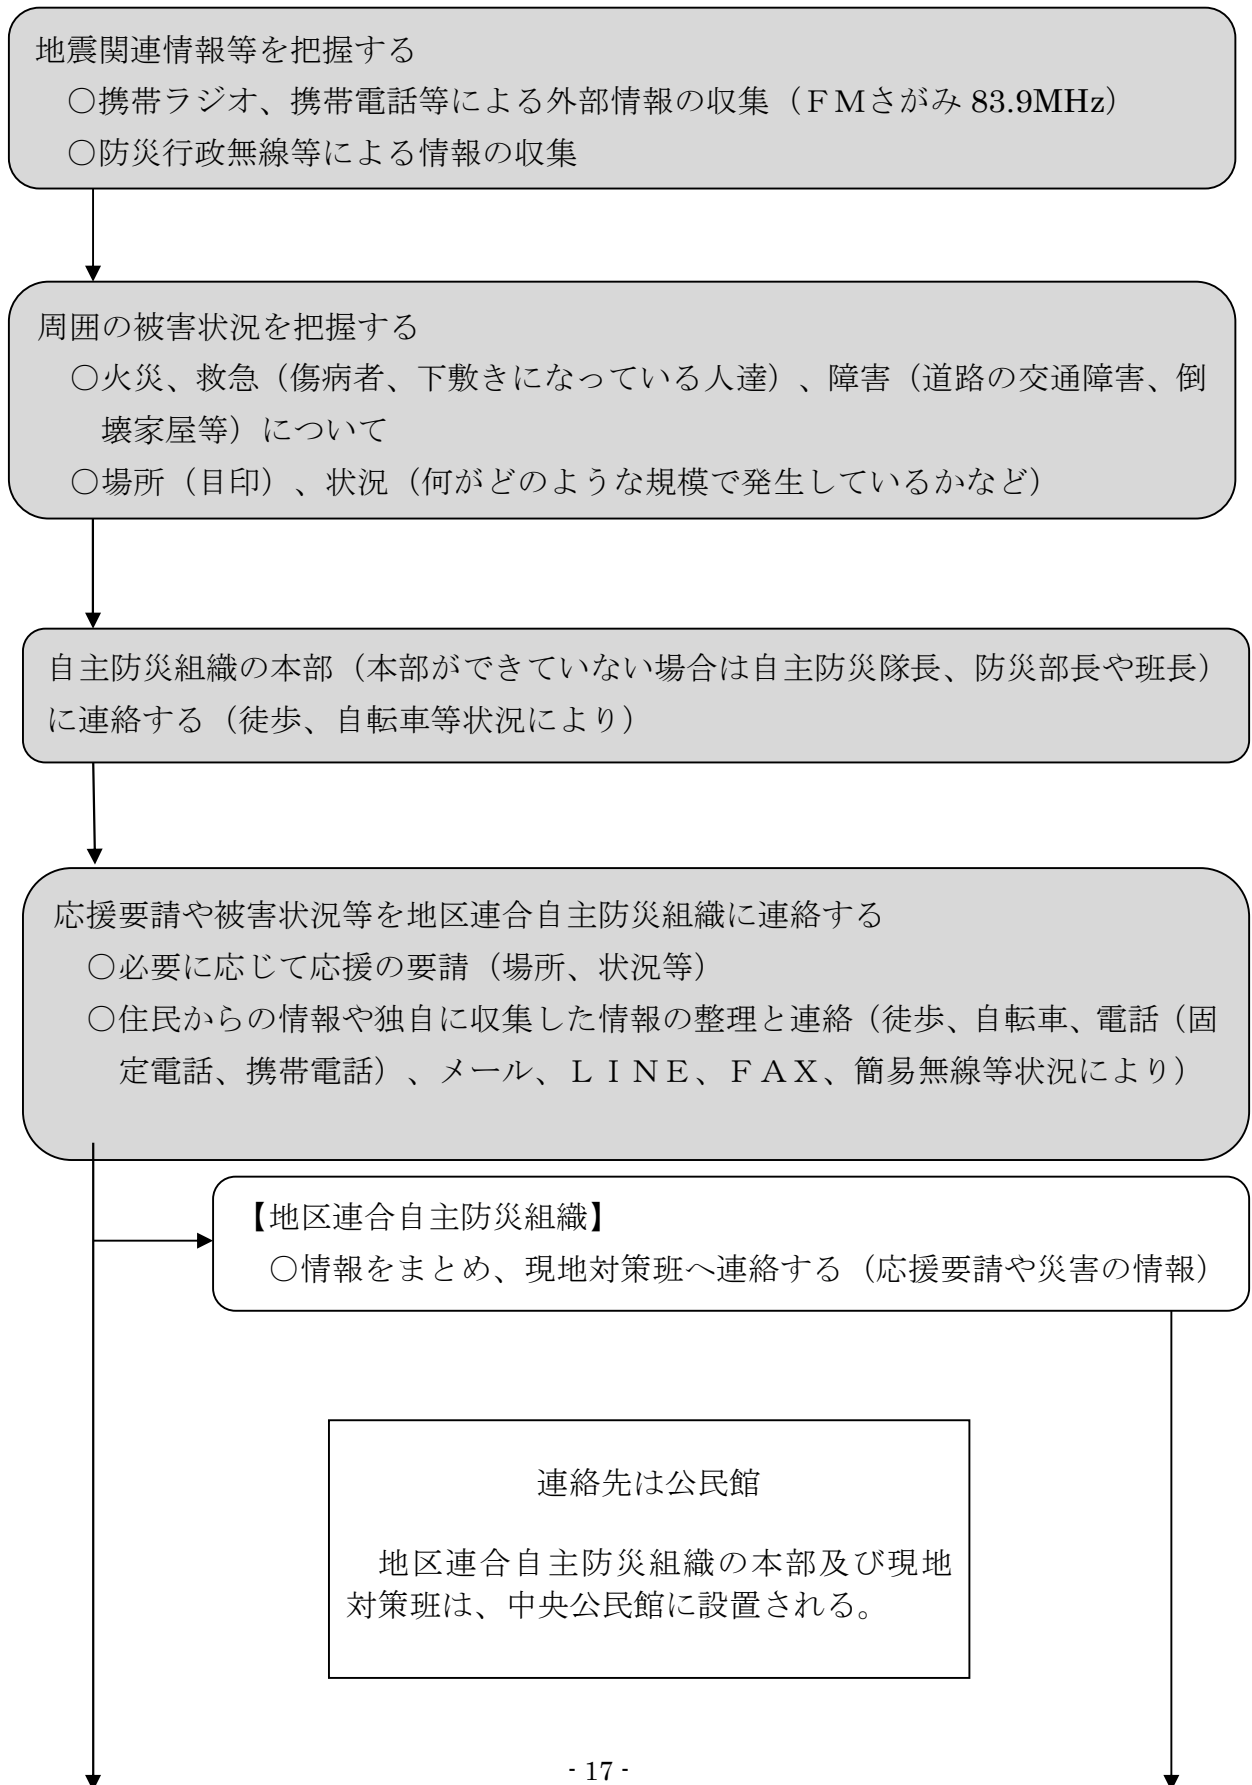 地震関連情報等を把握する
○携帯ラジオ、携帯電話等による外部情報の収集（ＦＭさがみ 83.9MHz）
○防災行政無線等による情報の収集
周囲の被害状況を把握する
○火災、救急（傷病者、下敷きになっている人達）、障害（道路の交通障害、倒
壊家屋等）について
○場所（目印）、状況（何がどのような規模で発生しているかなど）
自主防災組織の本部（本部ができていない場合は自主防災隊長、防災部長や班長）
に連絡する（徒歩、自転車等状況により）
応援要請や被害状況等を地区連合自主防災組織に連絡する
○必要に応じて応援の要請（場所、状況等）
○住民からの情報や独自に収集した情報の整理と連絡（徒歩、自転車、電話（固
定電話、携帯電話）、メール、ＬＩＮＥ、ＦＡＸ、簡易無線等状況により）
【地区連合自主防災組織】
○情報をまとめ、現地対策班へ連絡する（応援要請や災害の情報）
連絡先は公民館
地区連合自主防災組織の本部及び現地
対策班は、中央公民館に設置される。
- 17 -